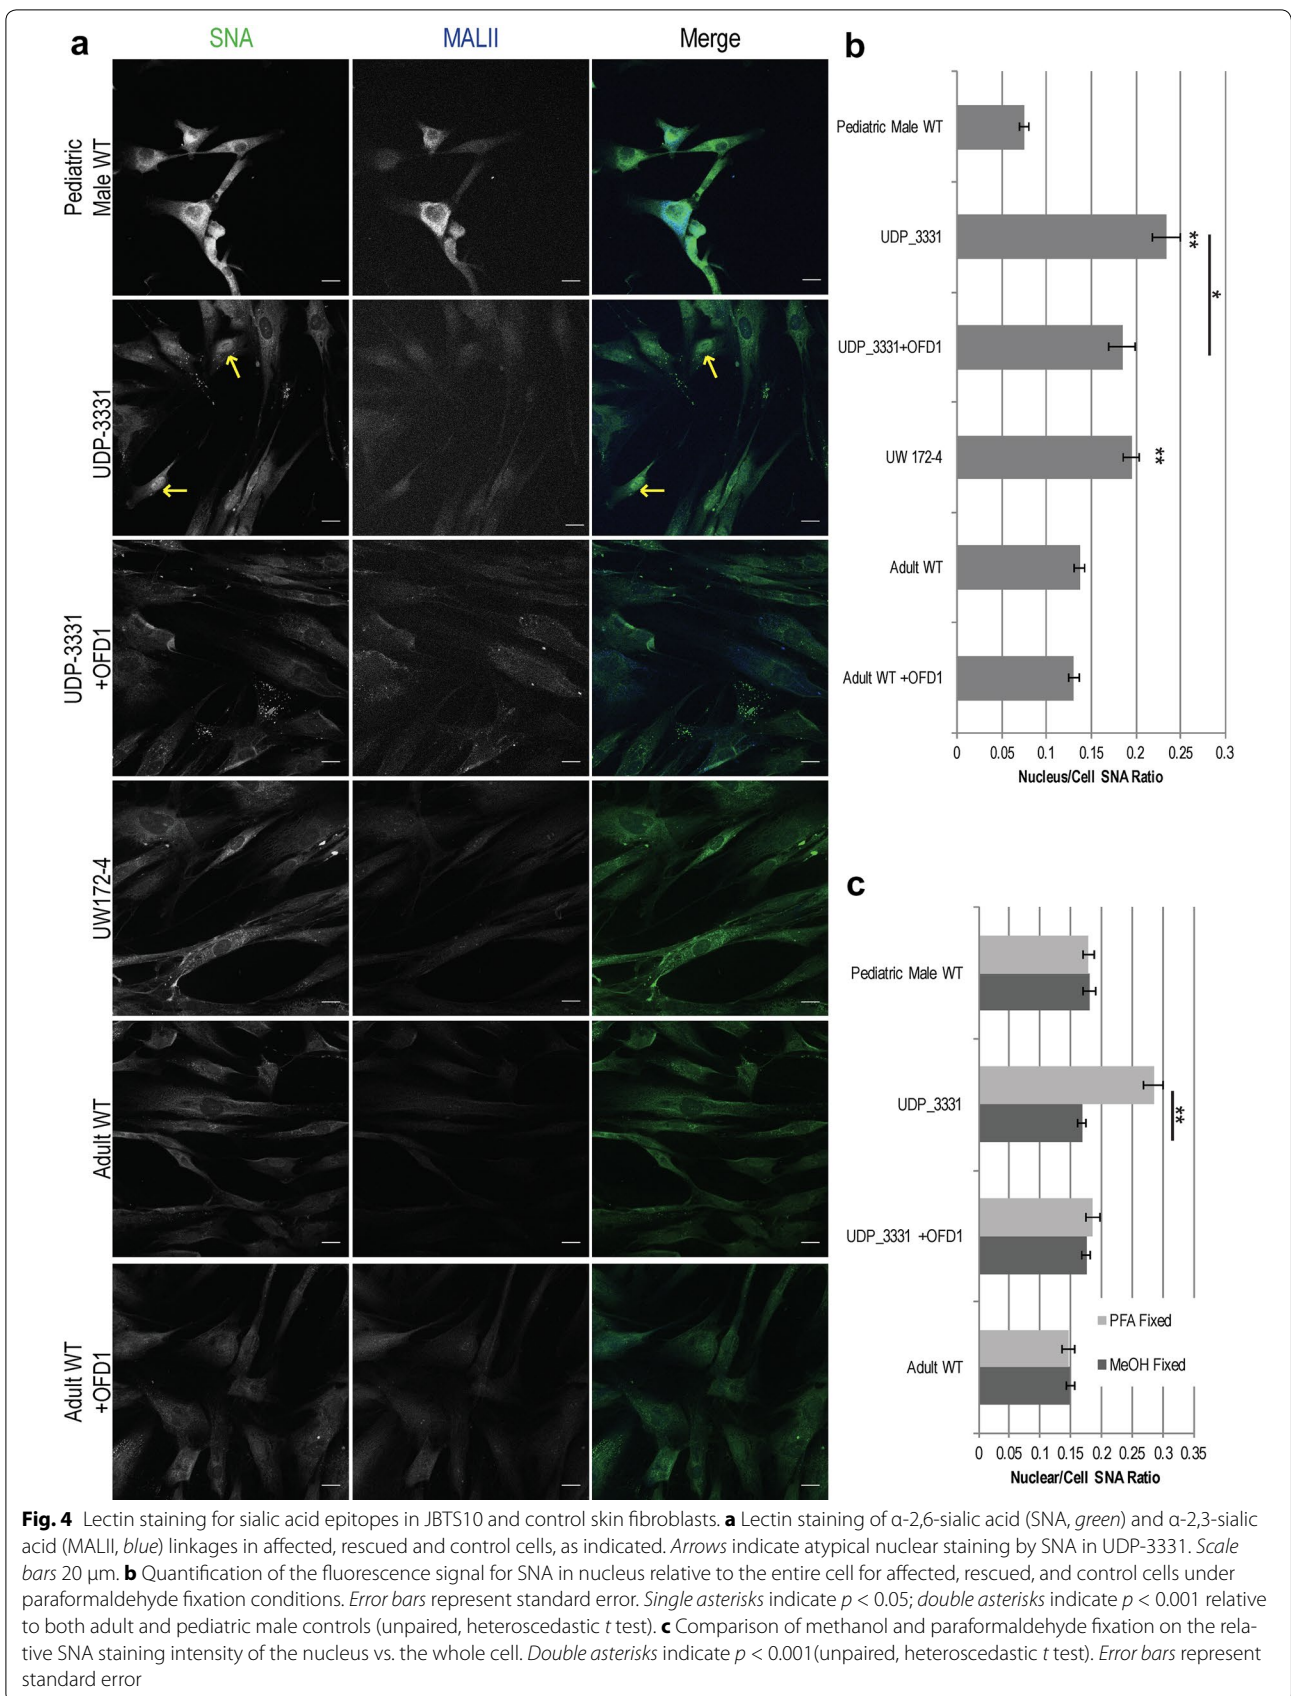 a
SNA
MALII
Merge
Pediatric
Male WT
UDP-3331
UDP-3331
+OFD1
UW172-4
Adult WT
Adult WT
+OFD1
b
Pediatric Male WT
UDP_3331
**
*
UDP_3331+OFD1
UW 172-4
**
Adult WT
Adult WT +OFD1
0 0.05 0.1 0.15 0.2 0.25 0.3
Nucleus/Cell SNA Ratio
c
Pediatric Male WT
UDP_3331
**
UDP_3331 +OFD1
PFA Fixed
Adult WT
MeOH Fixed
0 0.05 0.1 0.15 0.2 0.25 0.3 0.35
Nuclear/Cell SNA Ratio
Fig. 4 Lectin staining for sialic acid epitopes in JBTS10 and control skin fibroblasts. a Lectin staining of α-2,6-sialic acid (SNA, green) and α-2,3-sialic
acid (MALII, blue) linkages in affected, rescued and control cells, as indicated. Arrows indicate atypical nuclear staining by SNA in UDP-3331. Scale
bars 20 μm. b Quantification of the fluorescence signal for SNA in nucleus relative to the entire cell for affected, rescued, and control cells under
paraformaldehyde fixation conditions. Error bars represent standard error. Single asterisks indicate p < 0.05; double asterisks indicate p < 0.001 relative
to both adult and pediatric male controls (unpaired, heteroscedastic t test). c Comparison of methanol and paraformaldehyde fixation on the rela-
tive SNA staining intensity of the nucleus vs. the whole cell. Double asterisks indicate p < 0.001(unpaired, heteroscedastic t test). Error bars represent
standard error